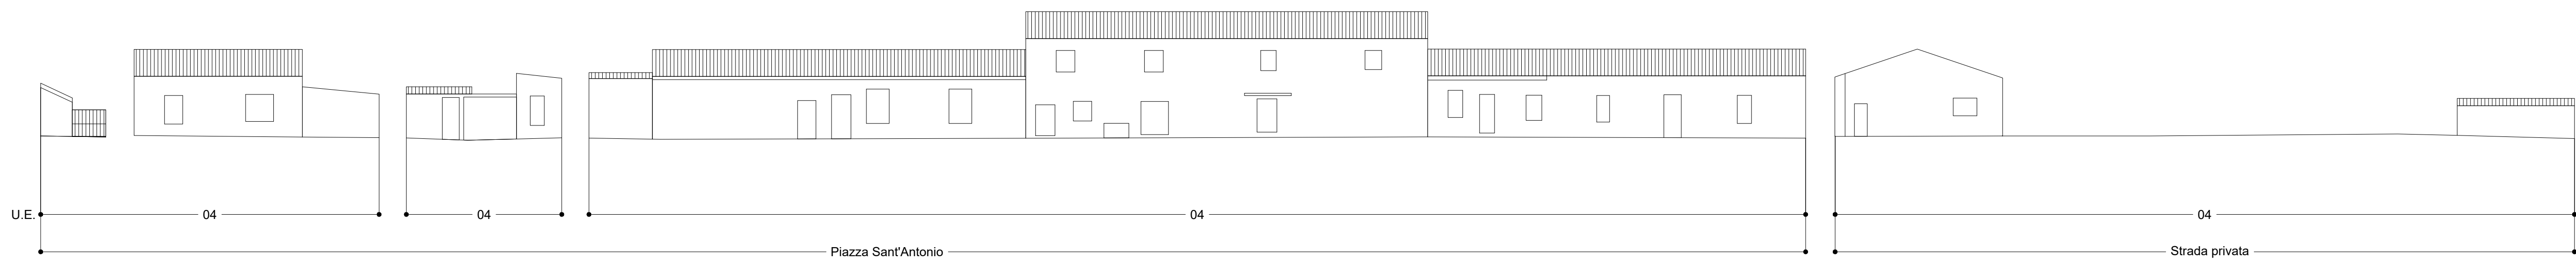 U.E. 04 04 04 04
Piazza Sant'Antonio Strada privata